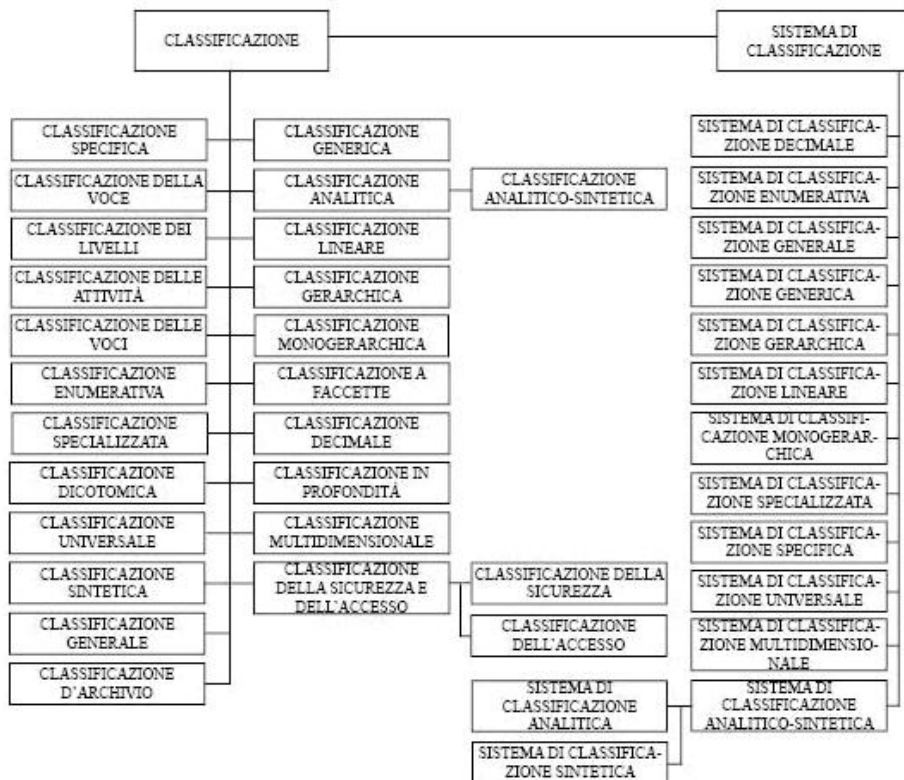 CLASSIFICAZIONE
SISTEMA DI
CLASSIFICAZIONE
CLASSIFICAZIONE
SPECIFICA
CLASSIFICAZIONE
GENERICA
SISTEMA DI CLASSIFICA-
ZIONE DECIMALE
CLASSIFICAZIONE DELLA
VOCE
CLASSIFICAZIONE
ANALITICA
CLASSIFICAZIONE
ANALITICO-SINTETICA
SISTEMA DI CLASSIFICA-
ZIONE ENUMERATIVA
CLASSIFICAZIONE DEI
LIVELLI
CLASSIFICAZIONE
LINEARE
SISTEMA DI CLASSIFICA-
ZIONE GENERALE
CLASSIFICAZIONE DELLE
ATTIVITÀ
CLASSIFICAZIONE
GERARCHICA
SISTEMA DI CLASSIFICA-
ZIONE GENERICA
CLASSIFICAZIONE DELLE
VOCI
CLASSIFICAZIONE
MONOGERARCHICA
SISTEMA DI CLASSIFICA-
ZIONE GERARCHICA
CLASSIFICAZIONE
ENUMERATIVA
CLASSIFICAZIONE A
FACCETTE
SISTEMA DI CLASSIFICA-
ZIONE LINEARE
CLASSIFICAZIONE
SPECIALIZZATA
CLASSIFICAZIONE
DECIMALE
SISTEMA DI CLASSIFI-
CAZIONE MONOGERAR-
CHICA
CLASSIFICAZIONE
DICOTOMICA
CLASSIFICAZIONE IN
PROFONDITÀ
SISTEMA DI CLASSIFICA-
ZIONE SPECIALIZZATA
CLASSIFICAZIONE
UNIVERSALE
CLASSIFICAZIONE
MULTIDIMENSIONALE
SISTEMA DI CLASSIFICA-
ZIONE SPECIFICA
CLASSIFICAZIONE
SINTETICA
CLASSIFICAZIONE
DELLA SICUREZZA E
DELL'ACCESSO
CLASSIFICAZIONE DELLA
SICUREZZA
SISTEMA DI CLASSIFICA-
ZIONE UNIVERSALE
CLASSIFICAZIONE
GENERALE
CLASSIFICAZIONE
DELL'ACCESSO
SISTEMA DI CLASSIFICA-
ZIONE MULTIDIMENSIO-
NALE
CLASSIFICAZIONE
D'ARCHIVIO
SISTEMA DI
CLASSIFICAZIONE
ANALITICA
SISTEMA DI
CLASSIFICAZIONE
ANALITICO-SINTETICA
SISTEMA DI CLASSIFICA-
ZIONE SINTETICA